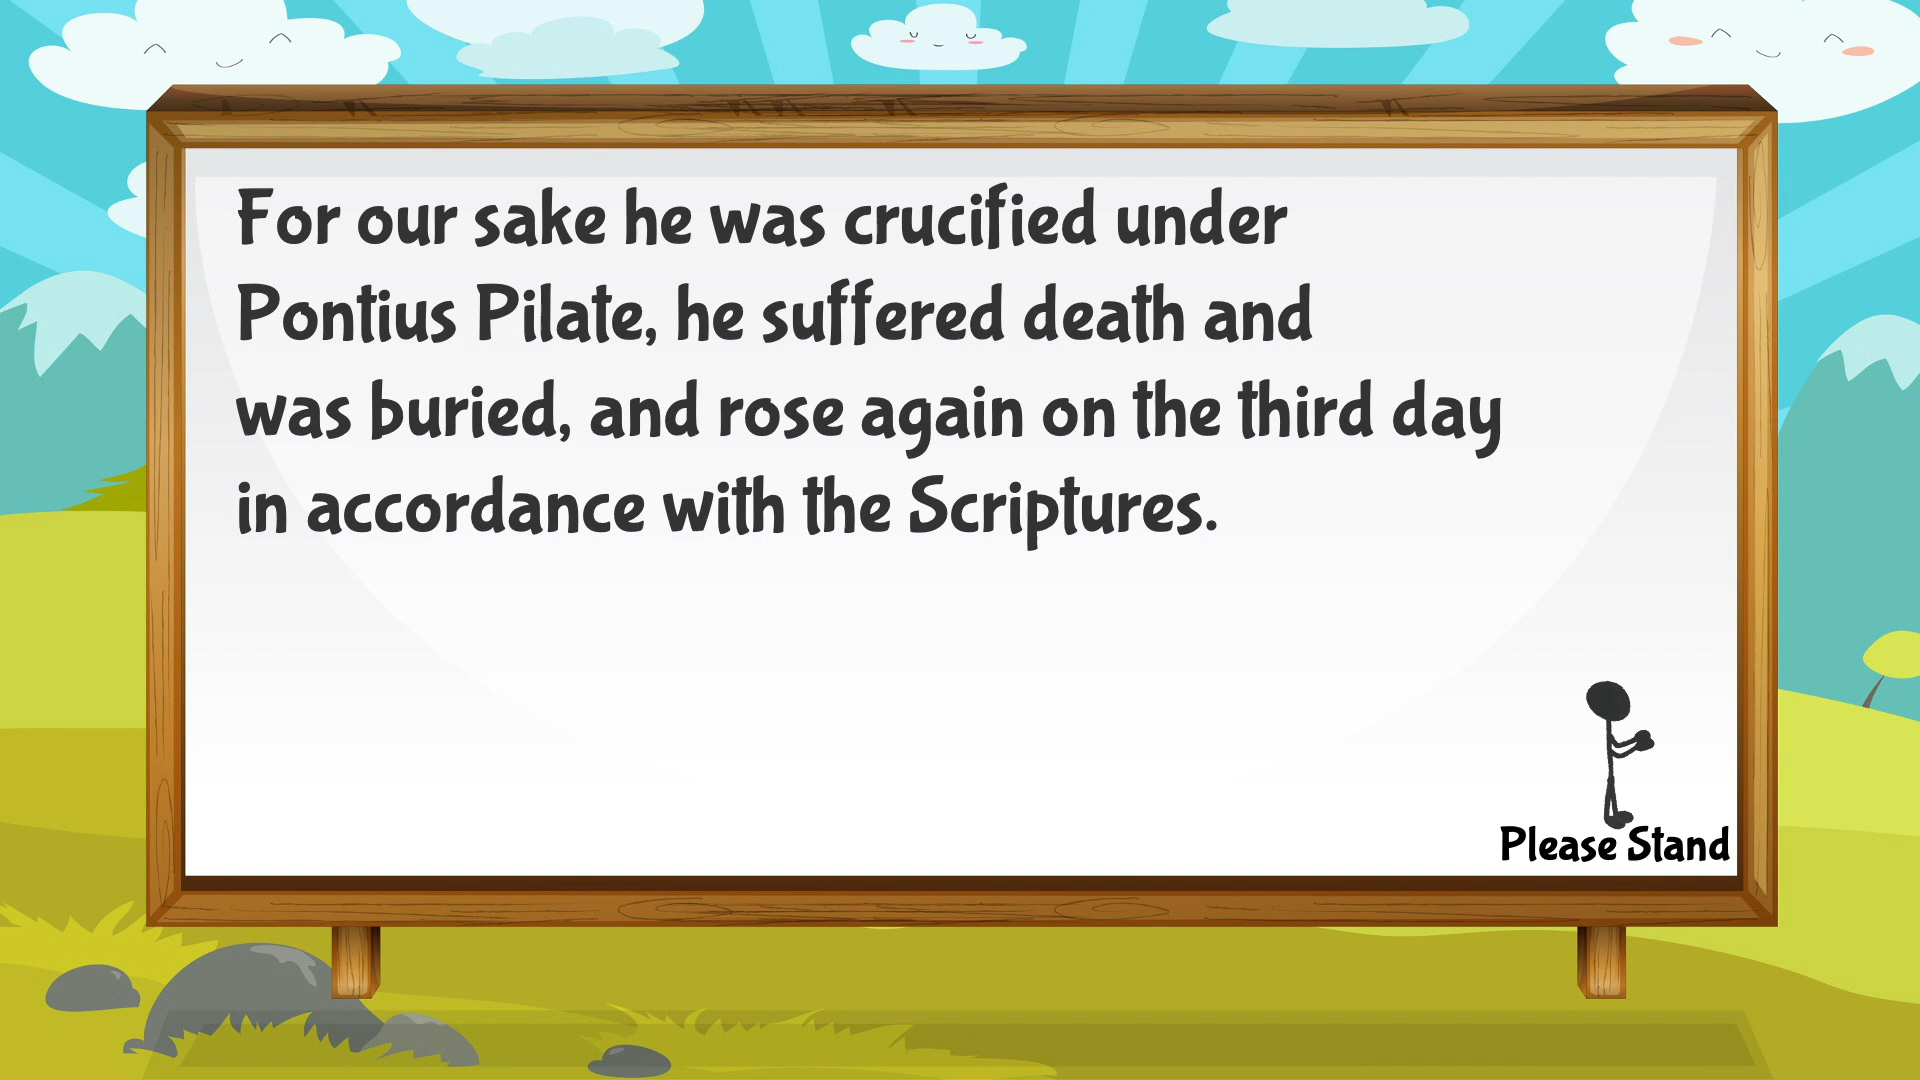 For our sake he was crucified under
Pontius Pilate, he suffered death and
was buried, and rose again on the third day
in accordance with the Scriptures.
Please Stand